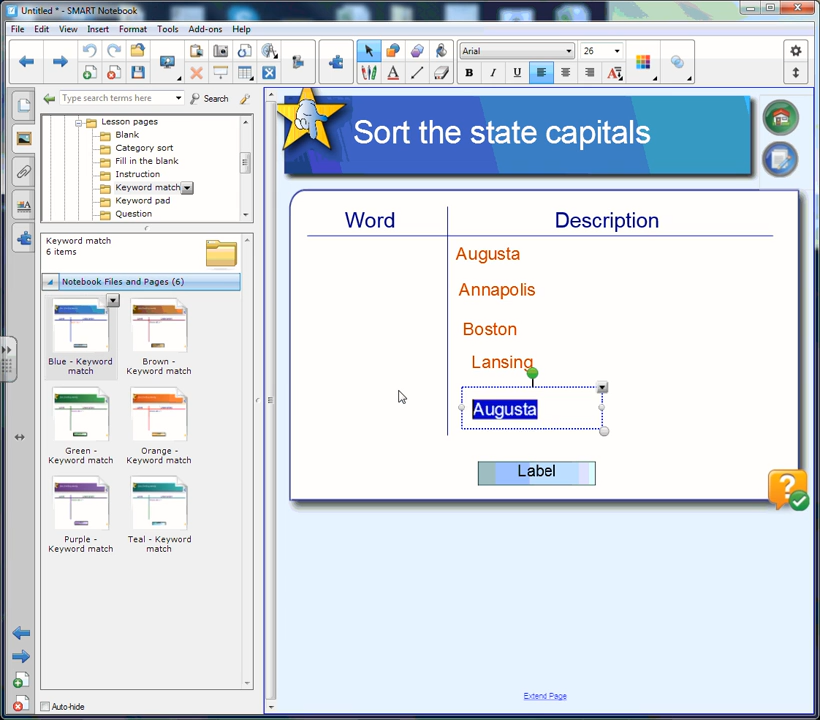 Untitled * - SMART Notebook
File Edit View Insert Format Tools Add-ons Help
Arial 26
B I U
Type search terms here Search
Lesson pages
Blank
Category sort
Fill in the blank
Instruction
Keyword match
Keyword pad
Question
Keyword match
6 items
Notebook Files and Pages (6)
Blue - Keyword match
Brown - Keyword match
Green - Keyword match
Orange - Keyword match
Purple - Keyword match
Teal - Keyword match
Auto-hide
Sort the state capitals
Word Description
Augusta
Annapolis
Boston
Lansing
Augusta
Label
Extend Page